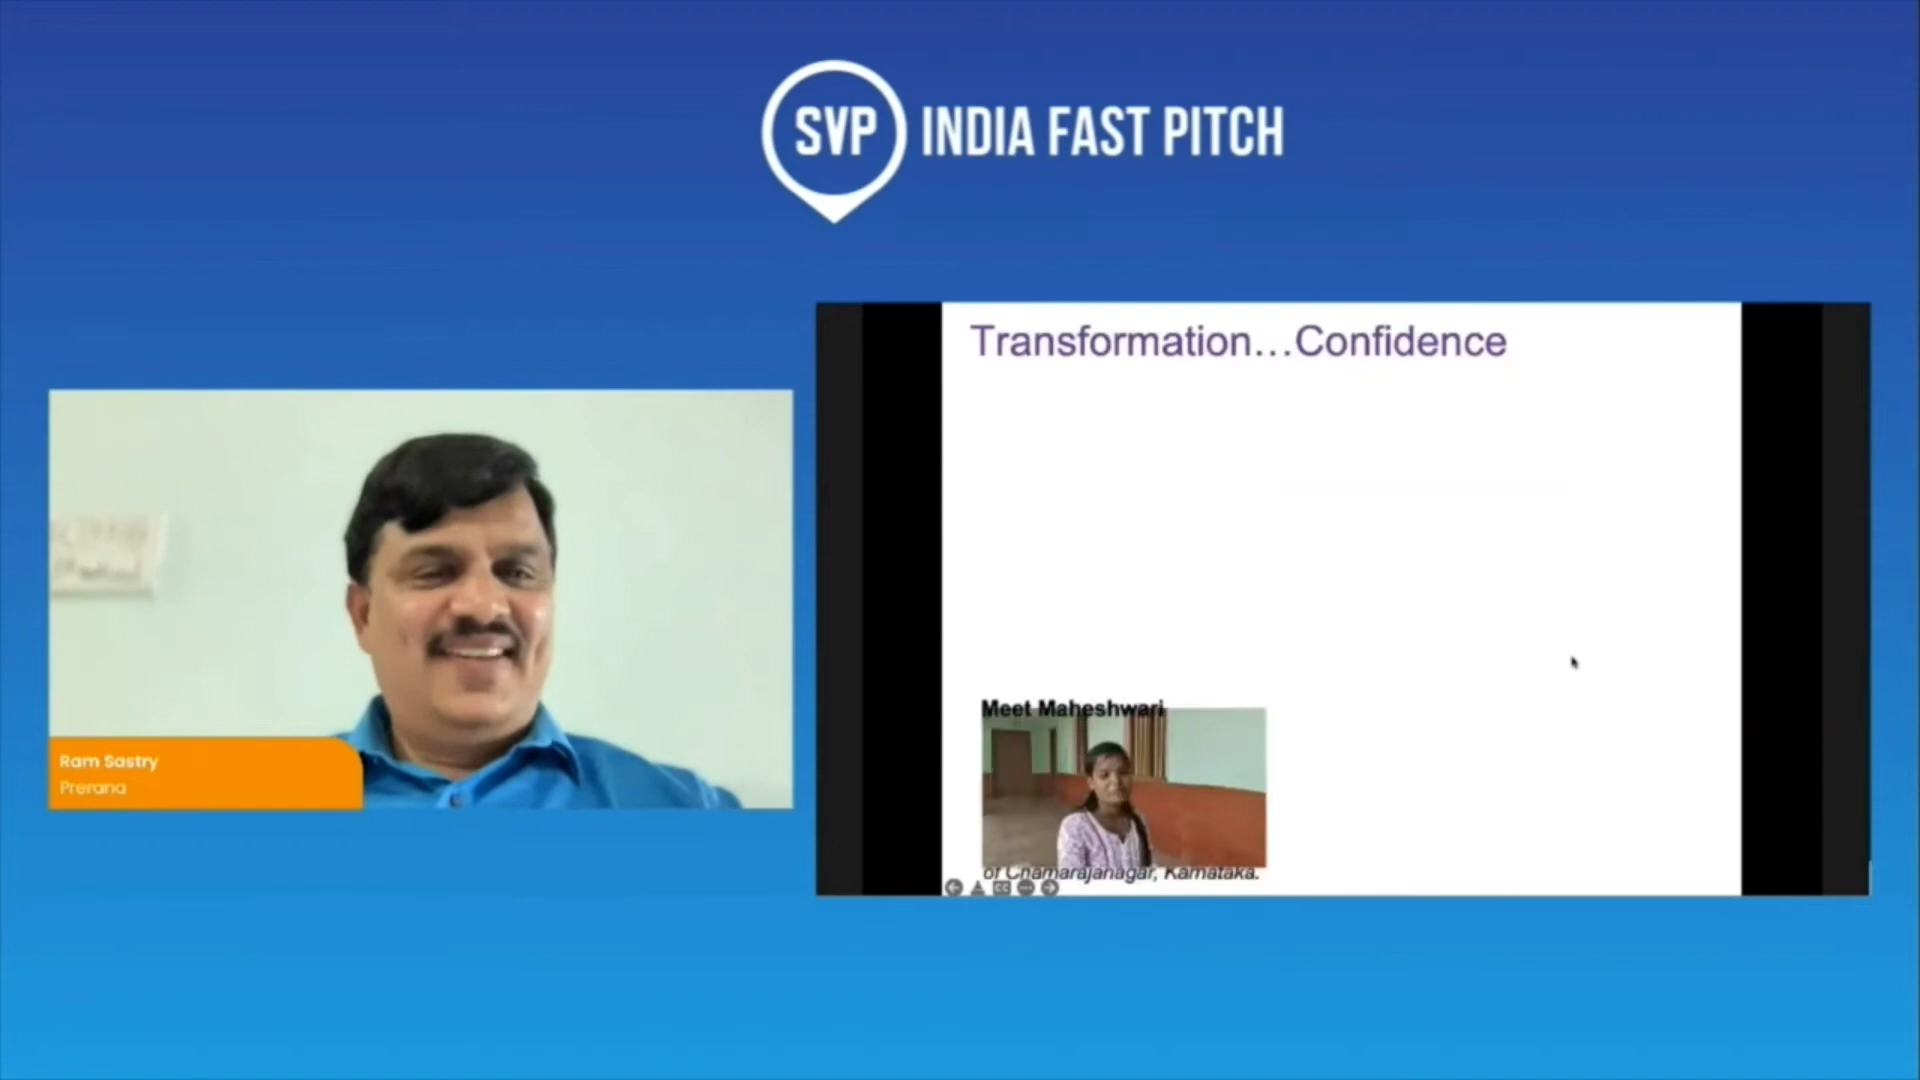 SVP INDIA FAST PITCH
Transformation...Confidence
Meet Maheshwari
of Chamarajanagar, Karnataka.
Ram Sastry
Prerana